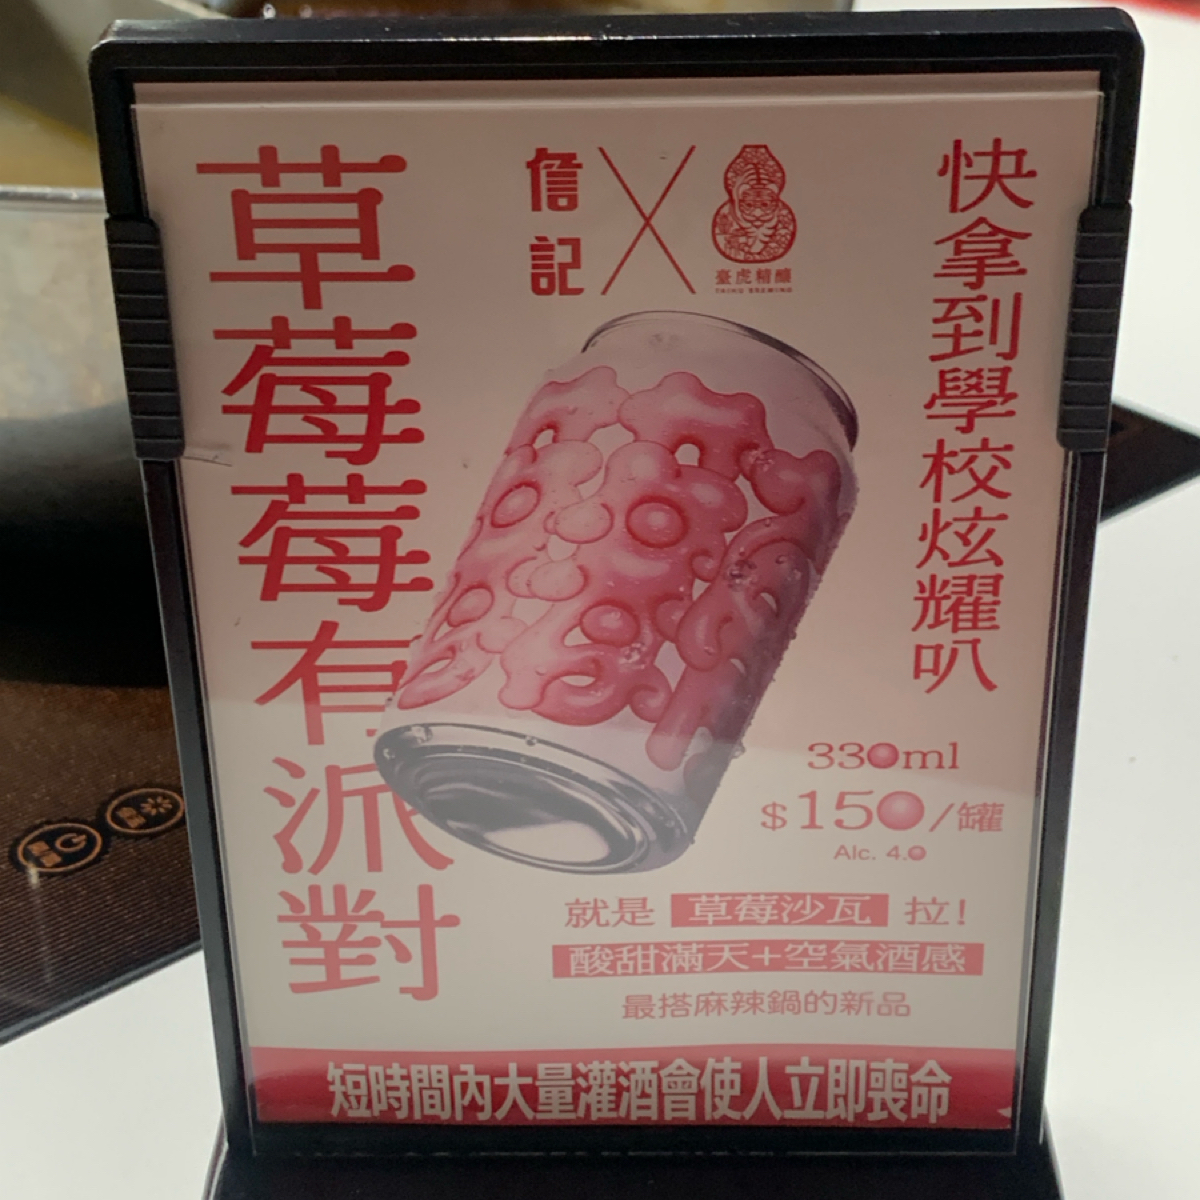 草莓莓有派對
詹記
臺虎精釀
TAIHU BREWING
快拿到學校炫耀叭
330ml
$150/罐
Alc. 4.0
就是 草莓沙瓦 拉!
酸甜滿天+空氣酒感
最搭麻辣鍋的新品
短時間內大量灌酒會使人立即喪命